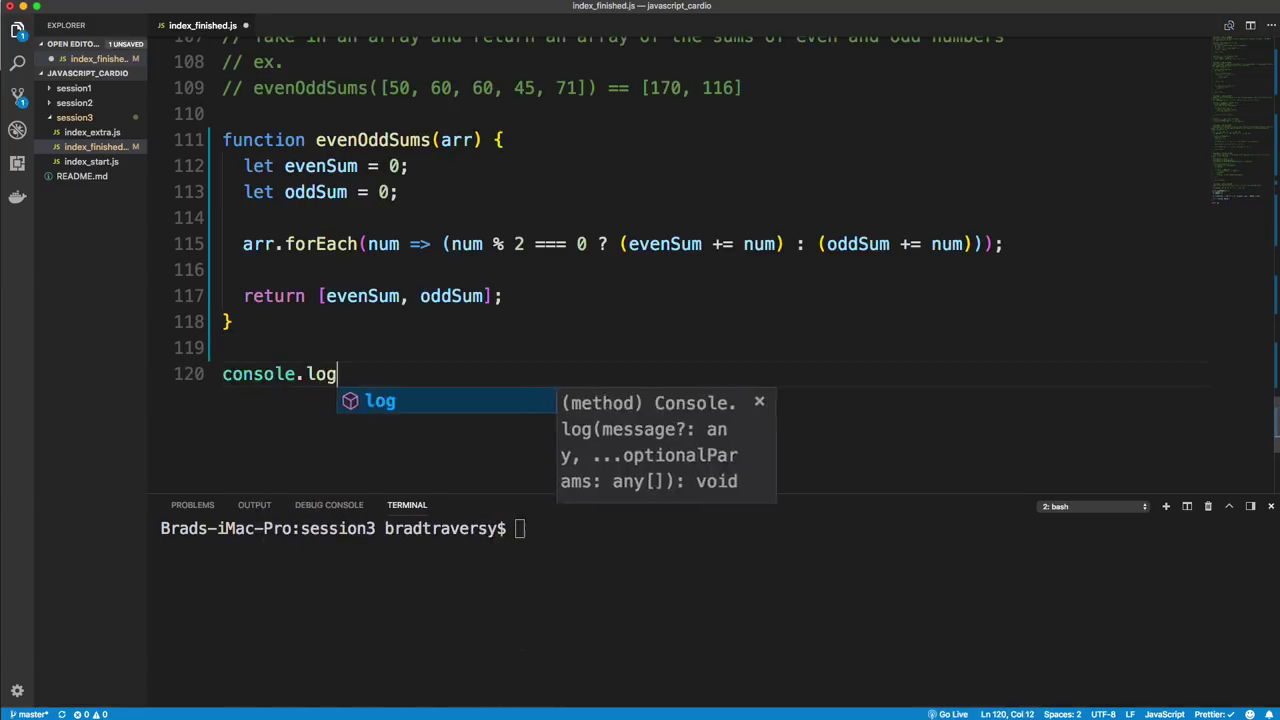 index_finished.js — javascript_cardio
EXPLORER
index_finished.js
OPEN EDITO... 1 UNSAVED
index_finishe... M
JAVASCRIPT_CARDIO
session1
session2
session3
index_extra.js
index_finished... M
index_start.js
README.md
1
1
107 // Take in an array and return an array of the sums of even and odd numbers
108 // ex.
109 // evenOddSums([50, 60, 60, 45, 71]) == [170, 116]
110
111 function evenOddSums(arr) {
112 let evenSum = 0;
113 let oddSum = 0;
114
115 arr.forEach(num => (num % 2 === 0 ? (evenSum += num) : (oddSum += num)));
116
117 return [evenSum, oddSum];
118 }
119
120 console.log
log
(method) Console.
log(message?: an
y, ...optionalPar
ams: any[]): void
PROBLEMS OUTPUT DEBUG CONSOLE TERMINAL
2: bash
Brads-iMac-Pro:session3 bradtraversy$
master* 0 0
Go Live Ln 120, Col 12 Spaces: 2 UTF-8 LF JavaScript Prettier: ✓